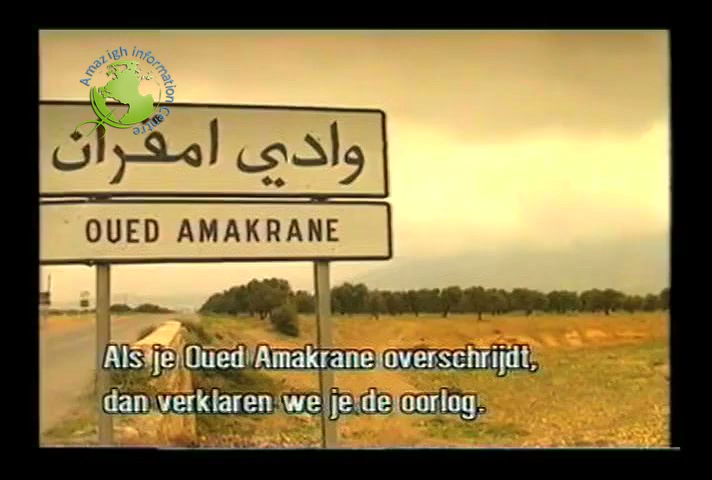 Amazigh information Centre
وادي امقران
OUED AMAKRANE
Als je Oued Amakrane overschrijdt,
dan verklaren we je de oorlog.